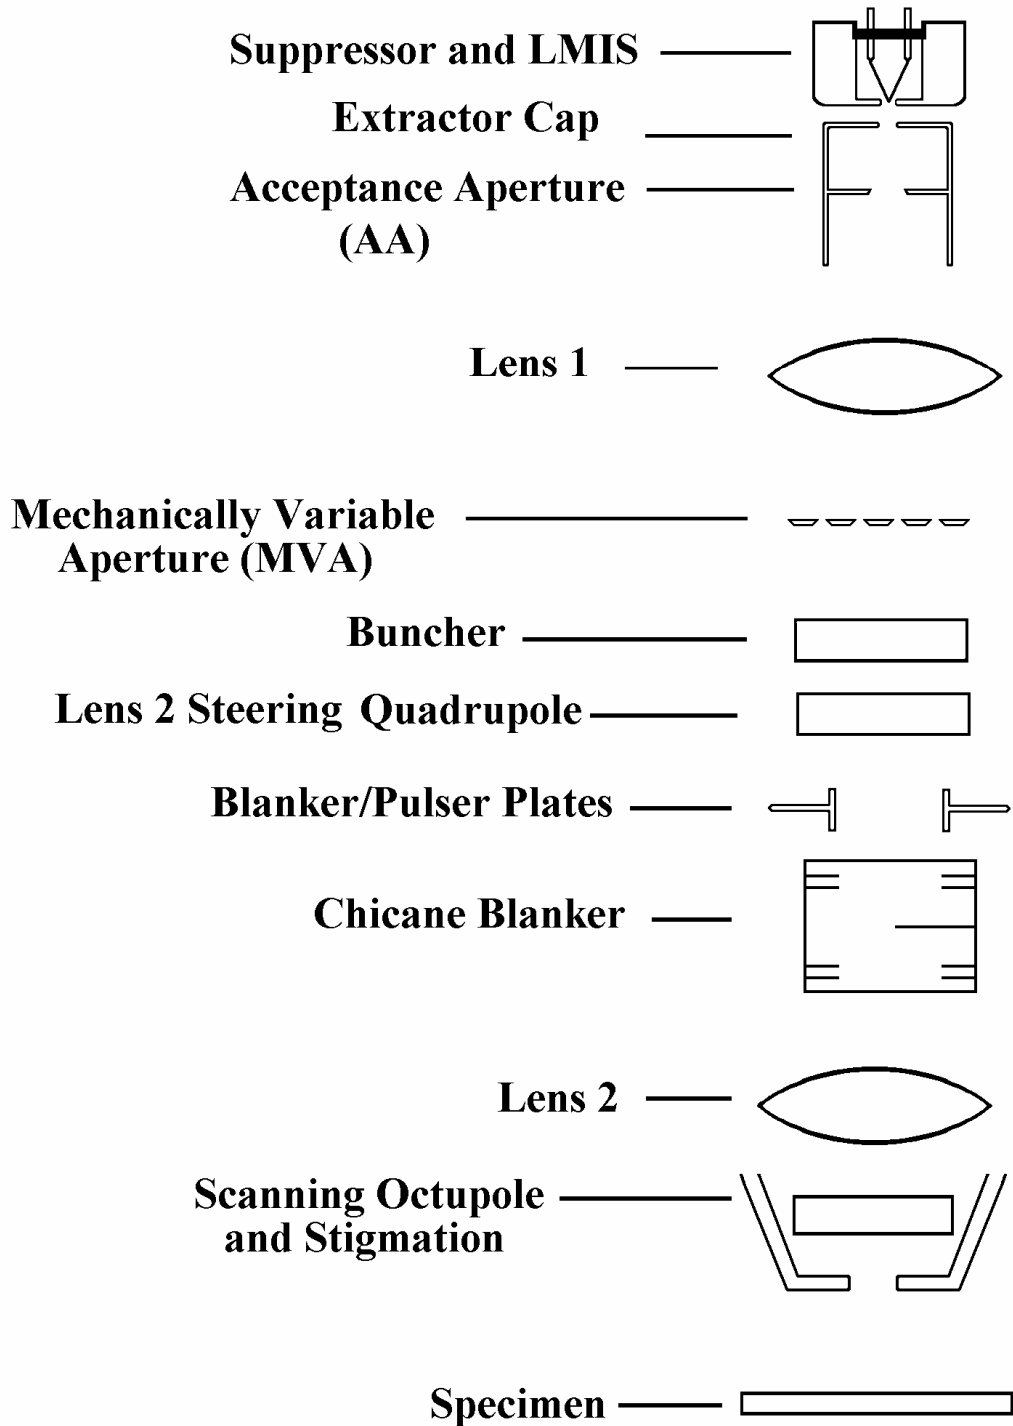 Suppressor and LMIS
Extractor Cap
Acceptance Aperture
(AA)
Lens 1
Mechanically Variable
Aperture (MVA)
Buncher
Lens 2 Steering Quadrupole
Blanker/Pulser Plates
Chicane Blanker
Lens 2
Scanning Octupole
and Stigmation
Specimen